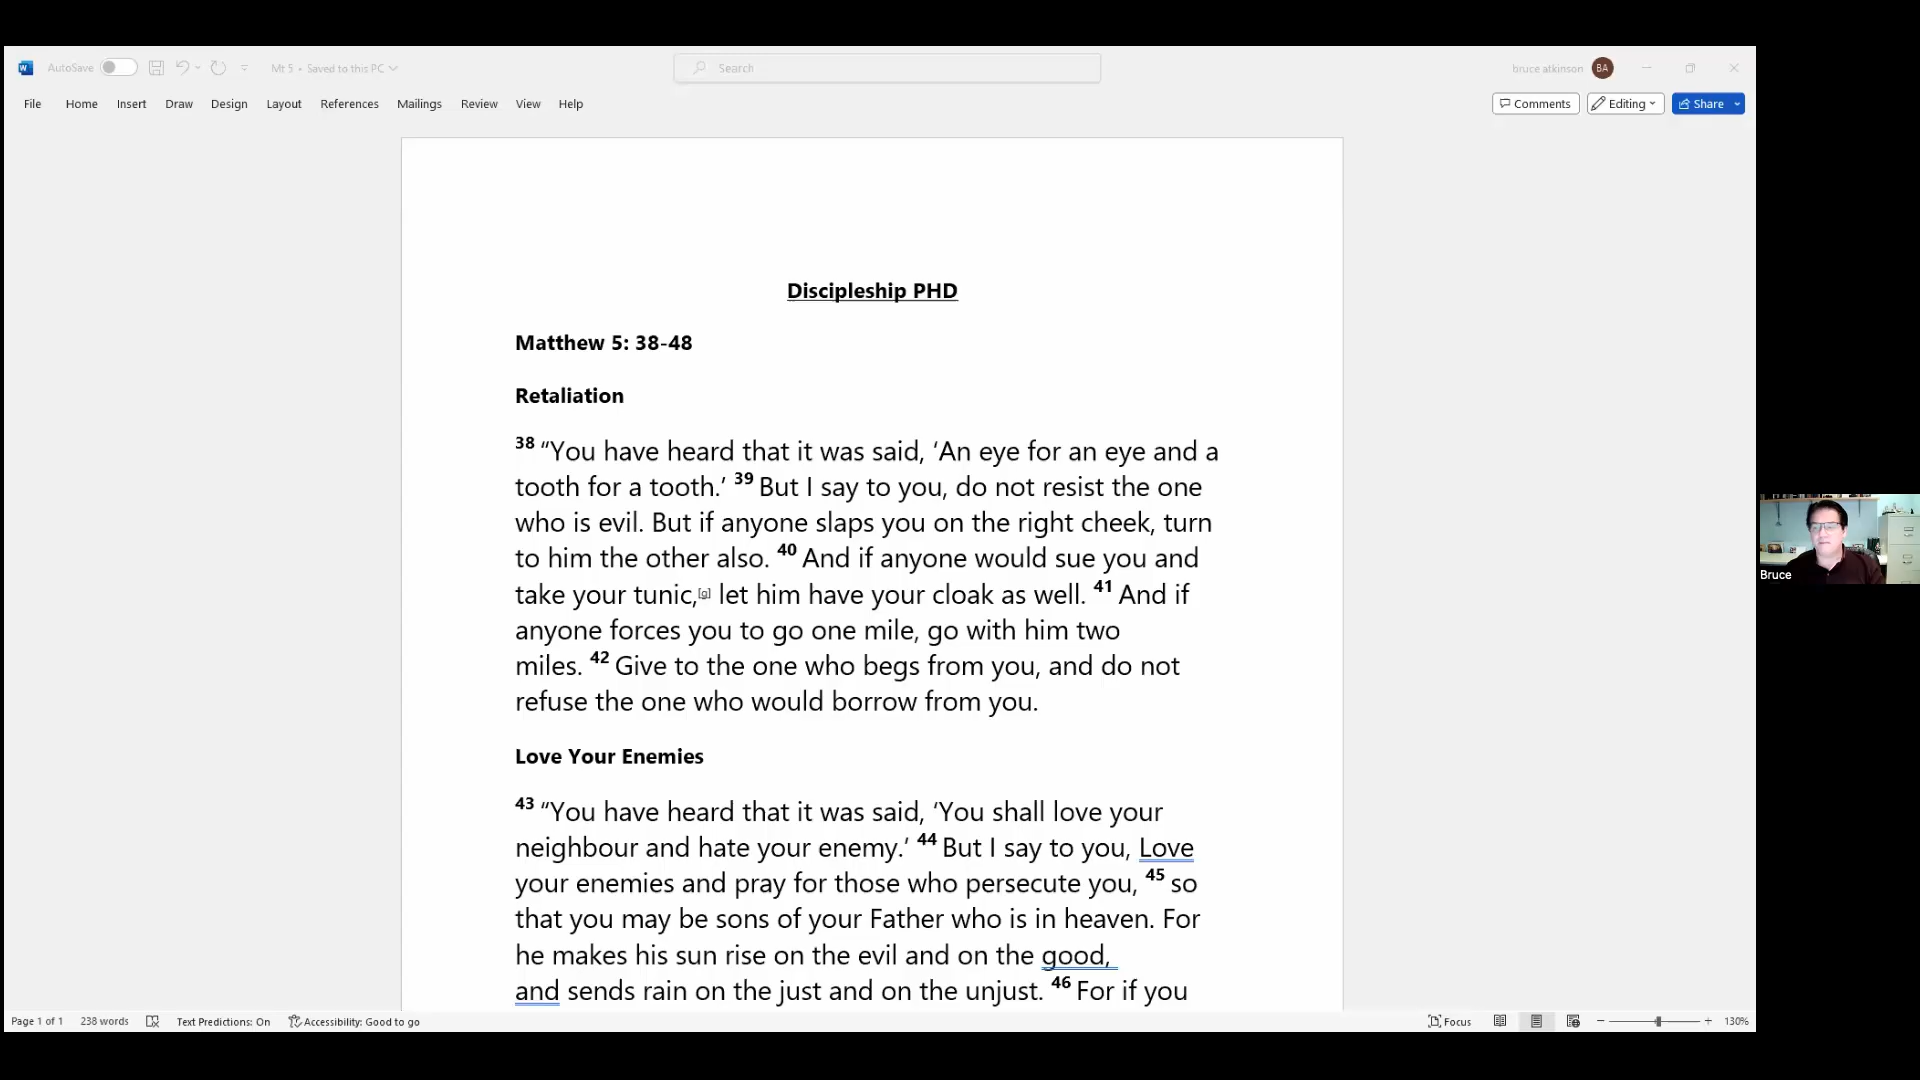 AutoSave
Mt 5 • Saved to this PC
Search
bruce atkinson
BA
File Home Insert Draw Design Layout References Mailings Review View Help
Comments Editing Share
Discipleship PHD
Matthew 5: 38-48
Retaliation
38 “You have heard that it was said, ‘An eye for an eye and a
tooth for a tooth.’ 39 But I say to you, do not resist the one
who is evil. But if anyone slaps you on the right cheek, turn
to him the other also. 40 And if anyone would sue you and
take your tunic,[g] let him have your cloak as well. 41 And if
anyone forces you to go one mile, go with him two
miles. 42 Give to the one who begs from you, and do not
refuse the one who would borrow from you.
Love Your Enemies
43 “You have heard that it was said, ‘You shall love your
neighbour and hate your enemy.’ 44 But I say to you, Love
your enemies and pray for those who persecute you, 45 so
that you may be sons of your Father who is in heaven. For
he makes his sun rise on the evil and on the good,
and sends rain on the just and on the unjust. 46 For if you
Bruce
Page 1 of 1 238 words Text Predictions: On Accessibility: Good to go Focus 130%